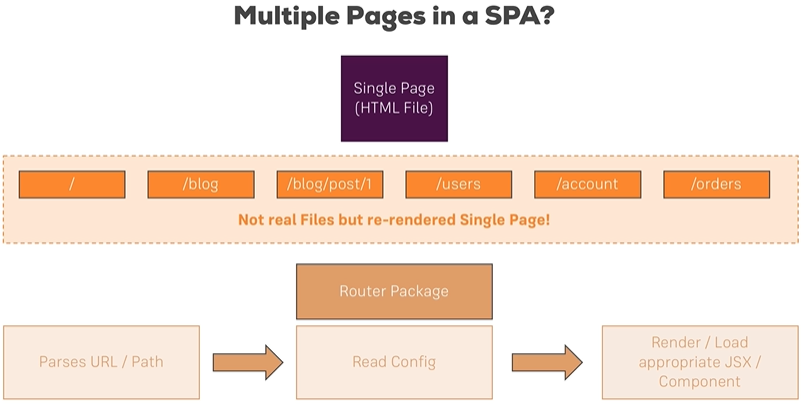 Multiple Pages in a SPA?
Single Page
(HTML File)
/
/blog
/blog/post/1
/users
/account
/orders
Not real Files but re-rendered Single Page!
Router Package
Parses URL / Path
Read Config
Render / Load
appropriate JSX /
Component